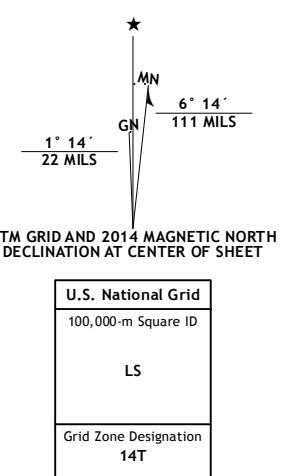 MN
GN
6° 14´
111 MILS
1° 14´
22 MILS
TM GRID AND 2014 MAGNETIC NORTH
DECLINATION AT CENTER OF SHEET
U.S. National Grid
100,000-m Square ID
LS
Grid Zone Designation
14T